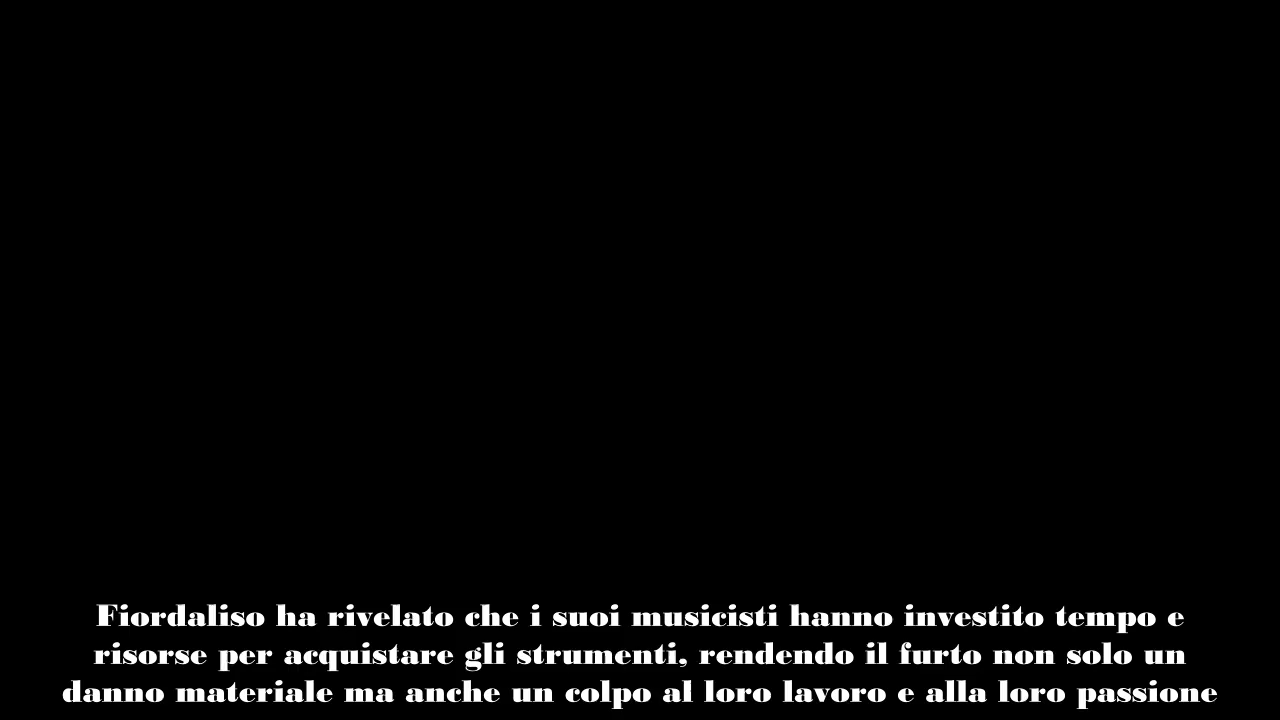 Fiordaliso ha rivelato che i suoi musicisti hanno investito tempo e
risorse per acquistare gli strumenti, rendendo il furto non solo un
danno materiale ma anche un colpo al loro lavoro e alla loro passione